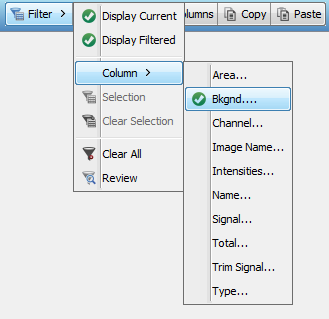 Filter >
Display Current
olumns
Copy
Paste
Display Filtered
Column >
Selection
Clear Selection
Clear All
Review
Area...
Bkgnd....
Channel...
Image Name...
Intensities...
Name...
Signal...
Total...
Trim Signal...
Type...